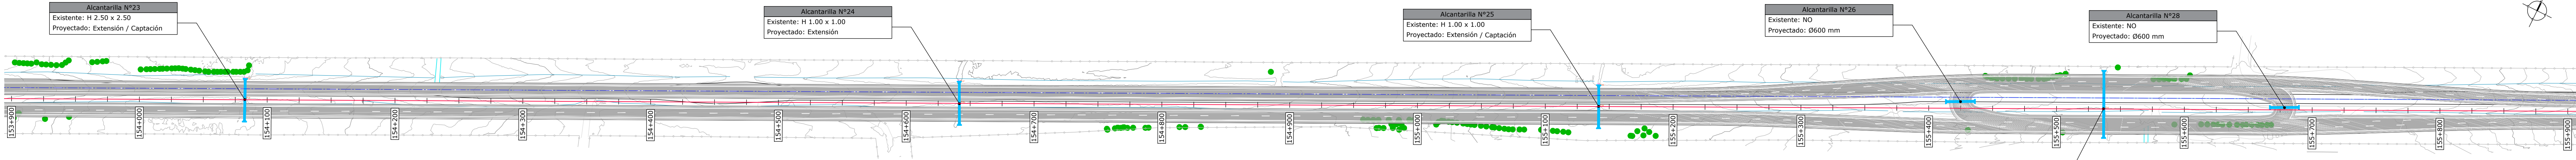 Alcantarilla N°23
Existente: H 2.50 x 2.50
Proyectado: Extensión / Captación
Alcantarilla N°24
Existente: H 1.00 x 1.00
Proyectado: Extensión
Alcantarilla N°25
Existente: H 1.00 x 1.00
Proyectado: Extensión / Captación
Alcantarilla N°26
Existente: NO
Proyectado: Ø600 mm
Alcantarilla N°28
Existente: NO
Proyectado: Ø600 mm
153+900
154+000
154+100
154+200
154+300
154+400
154+500
154+600
154+700
154+800
154+900
155+000
155+100
155+200
155+300
155+400
155+500
155+600
155+700
155+800
155+900